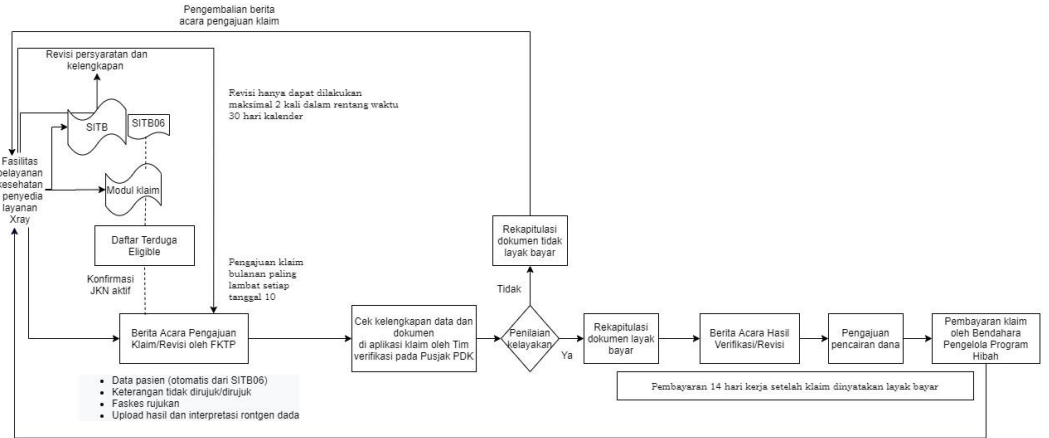 Pengembalian berita
acara pengajuan klaim
Revisi persyaratan dan
kelengkapan
Revisi hanya dapat dilakukan
maksimal 2 kali dalam rentang waktu
30 hari kalender
SITB
SITB06
Fasilitas
pelayanan
kesehatan
penyedia
layanan
Xray
Modul klaim
Daftar Terduga
Eligible
Konfirmasi
JKN aktif
Pengajuan klaim
bulanan paling
lambat setiap
tanggal 10
Berita Acara Pengajuan
Klaim/Revisi oleh FKTP
• Data pasien (otomatis dari SITB06)
• Keterangan tidak dirujuk/dirujuk
• Faskes rujukan
• Upload hasil dan interpretasi rontgen dada
Cek kelengkapan data dan
dokumen
di aplikasi klaim oleh Tim
verifikasi pada Pusjak PDK
Rekapitulasi
dokumen tidak
layak bayar
Tidak
Penilaian
kelayakan
Ya
Rekapitulasi
dokumen layak
bayar
Berita Acara Hasil
Verifikasi/Revisi
Pengajuan
pencairan dana
Pembayaran klaim
oleh Bendahara
Pengelola Program
Hibah
Pembayaran 14 hari kerja setelah klaim dinyatakan layak bayar